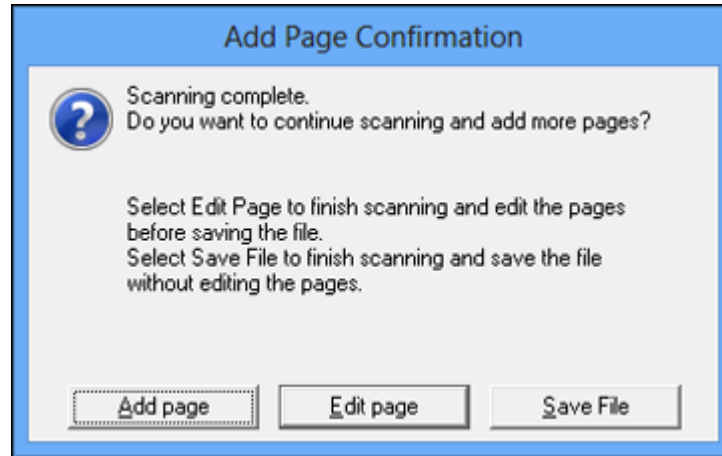 Add Page Confirmation
Scanning complete.
Do you want to continue scanning and add more pages?
Select Edit Page to finish scanning and edit the pages
before saving the file.
Select Save File to finish scanning and save the file
without editing the pages.
Add page Edit page Save File